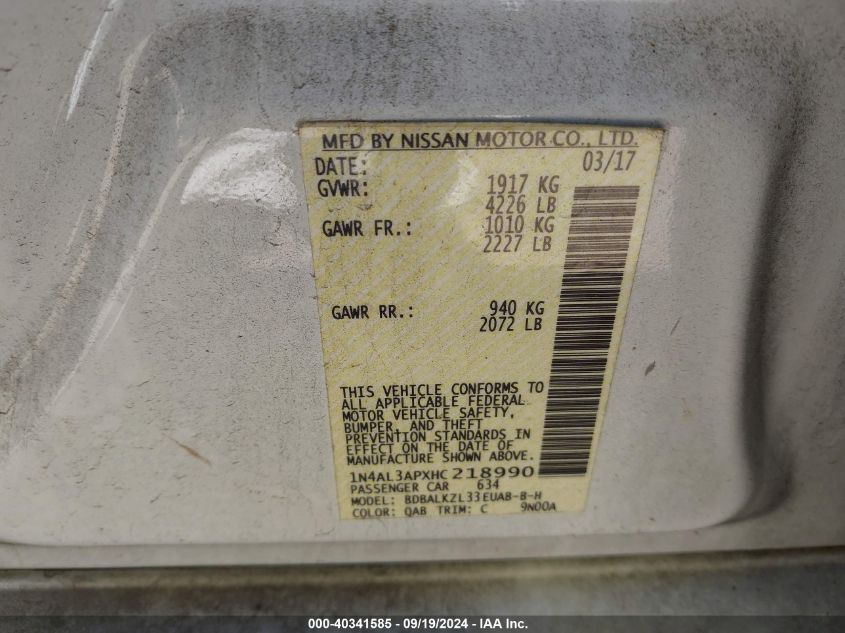 MFD BY NISSAN MOTOR CO., LTD.
DATE: 03/17
GVWR: 1917 KG
4226 LB
GAWR FR.: 1010 KG
2227 LB
GAWR RR.: 940 KG
2072 LB
THIS VEHICLE CONFORMS TO
ALL APPLICABLE FEDERAL
MOTOR VEHICLE SAFETY,
BUMPER, AND THEFT
PREVENTION STANDARDS IN
EFFECT ON THE DATE OF
MANUFACTURE SHOWN ABOVE.
1N4AL3APXHC 218990
PASSENGER CAR 634
MODEL: BDBALKZL33EUAB-B-H
COLOR: QAB TRIM: C 9N00A
000-40341585 - 09/19/2024 - IAA Inc.